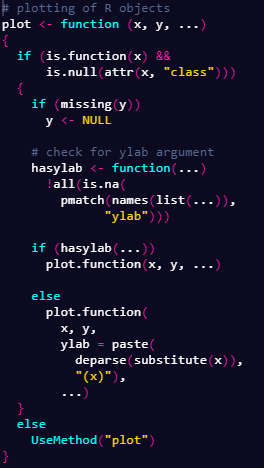 # plotting of R objects
plot <- function (x, y, ...)
{
  if (is.function(x) &&
      is.null(attr(x, "class")))
  {
    if (missing(y))
      y <- NULL

    # check for ylab argument
    hasylab <- function(...)
      !all(is.na(
        pmatch(names(list(...)),
              "ylab")))

    if (hasylab(...))
      plot.function(x, y, ...)

    else
      plot.function(
        x, y,
        ylab = paste(
          deparse(substitute(x)),
          "(x)"),
        ...)
  }
  else
    UseMethod("plot")
}